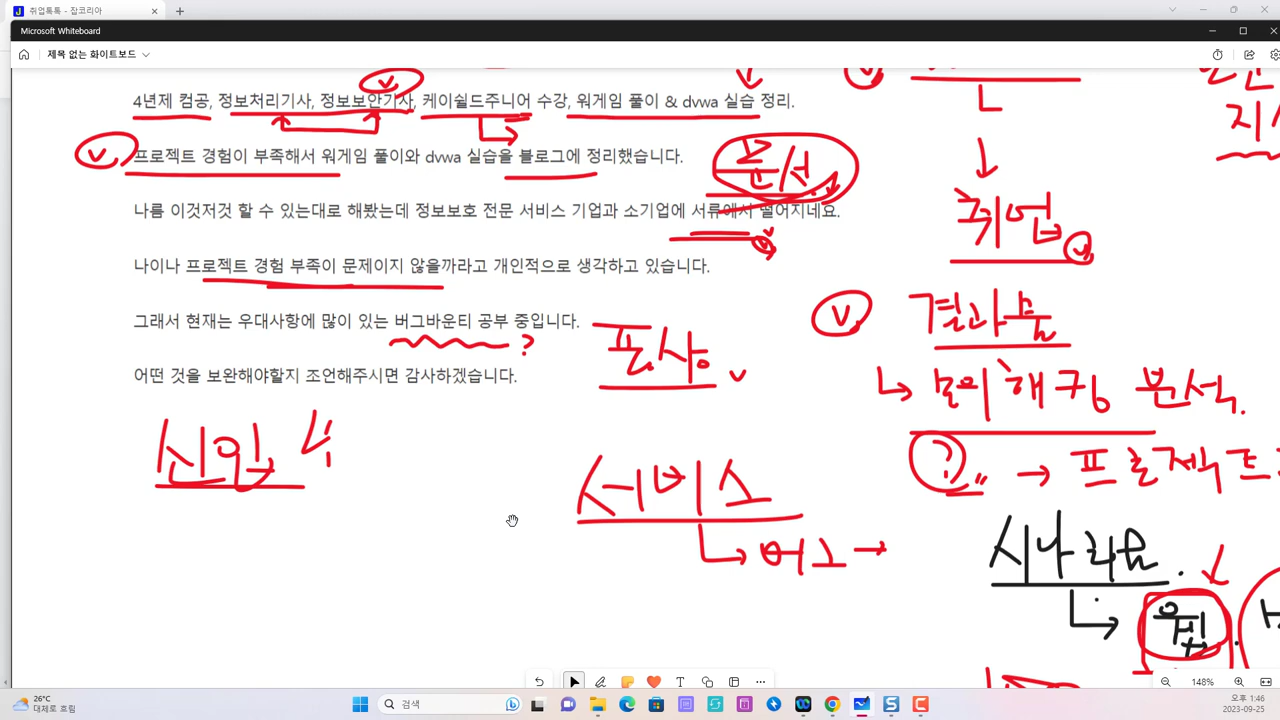 취업톡톡 - 잡코리아
Microsoft Whiteboard
제목 없는 화이트보드
4년제 컴공, 정보처리기사, 정보보안기사, 케이쉴드주니어 수강, 워게임 풀이 & dvwa 실습 정리.
프로젝트 경험이 부족해서 워게임 풀이와 dvwa 실습을 블로그에 정리했습니다.
문서
나름 이것저것 할 수 있는대로 해봤는데 정보보호 전문 서비스 기업과 소기업에 서류에서 떨어지네요.
취업
나이나 프로젝트 경험 부족이 문제이지 않을까라고 개인적으로 생각하고 있습니다.
그래서 현재는 우대사항에 많이 있는 버그바운티 공부 중입니다.
?
결과물
어떤 것을 보완해야할지 조언해주시면 감사하겠습니다.
모의해킹 분석.
신입
서비스
? → 프로젝트
시나리오.
148%
26°C
대체로 흐림
검색
오전 1:46
2023-09-25